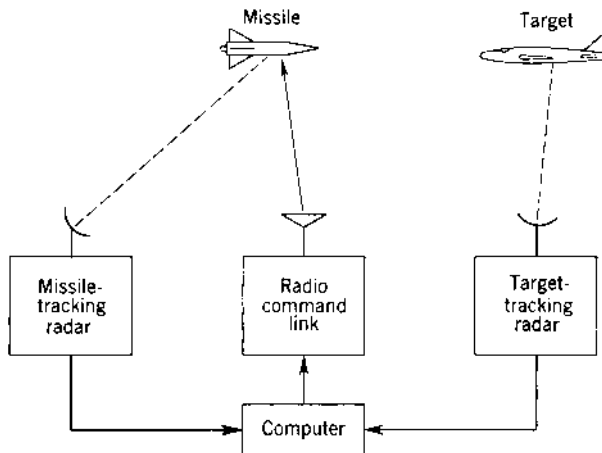 Missile
Target
Missile-
tracking
radar
Radio
command
link
Target-
tracking
radar
Computer